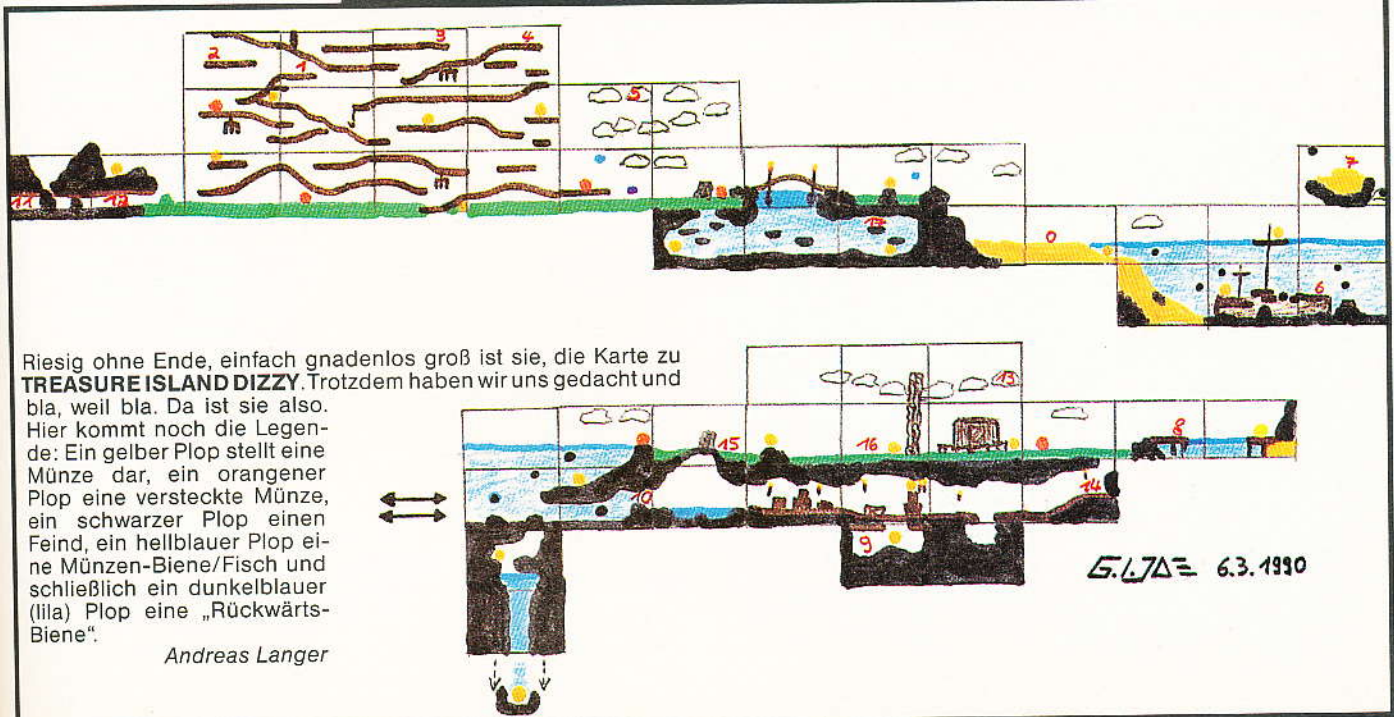 2
1
3
4
5
11
12
17
0
7
6
Riesig ohne Ende, einfach gnadenlos groß ist sie, die Karte zu
TREASURE ISLAND DIZZY. Trotzdem haben wir uns gedacht und
bla, weil bla. Da ist sie also.
Hier kommt noch die Legen-
de: Ein gelber Plop stellt eine
Münze dar, ein orangener
Plop eine versteckte Münze,
ein schwarzer Plop einen
Feind, ein hellblauer Plop ei-
ne Münzen-Biene/Fisch und
schließlich ein dunkelblauer
(lila) Plop eine „Rückwärts-
Biene“.
Andreas Langer
13
15
16
8
10
14
9
6.3.1990